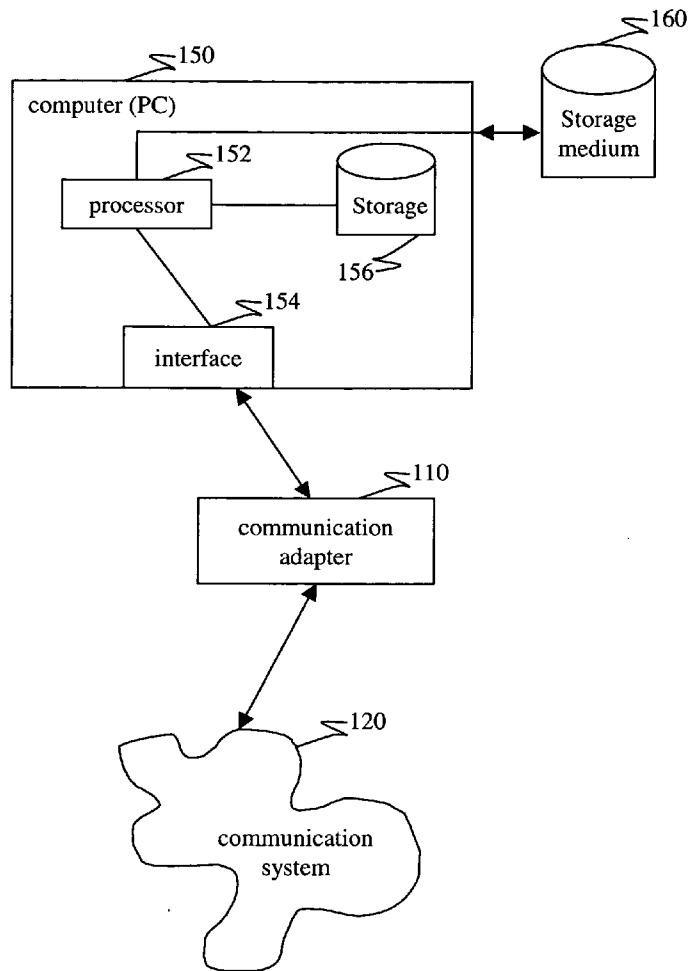 160
150
computer (PC)
Storage
medium
152
processor
Storage
156
154
interface
110
communication
adapter
120
communication
system